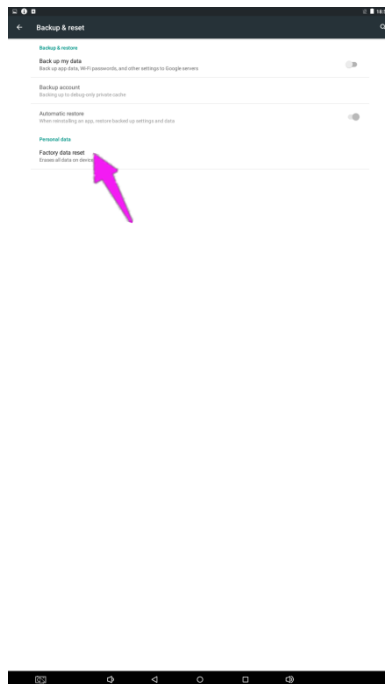 Backup & reset
Backup & restore
Back up my data
Back up app data, Wi-Fi passwords, and other settings to Google servers
Backup account
Backing up to debug-only private cache
Automatic restore
When reinstalling an app, restore backed up settings and data
Personal data
Factory data reset
Erases all data on device